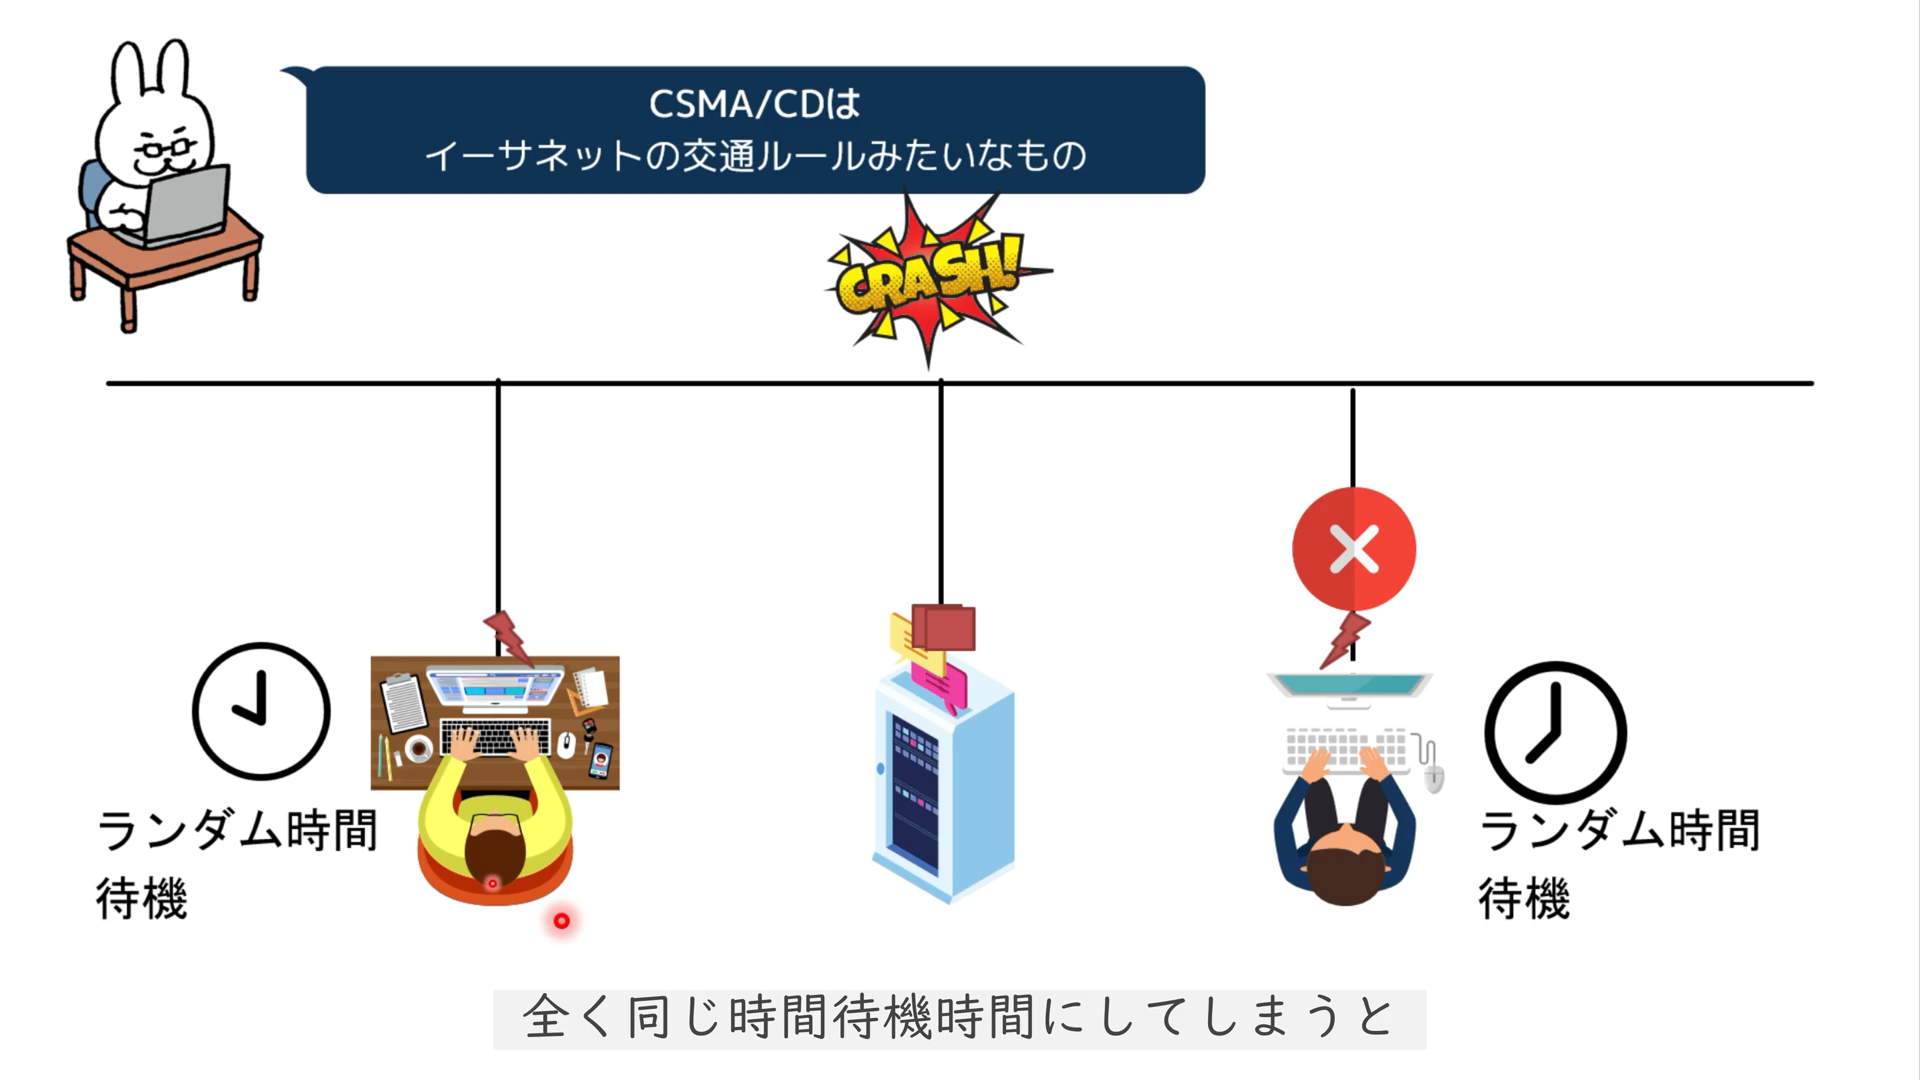 CSMA/CDは
イーサネットの交通ルールみたいなもの
CRASH!
ランダム時間
待機
ランダム時間
待機
全く同じ時間待機時間にしてしまうと